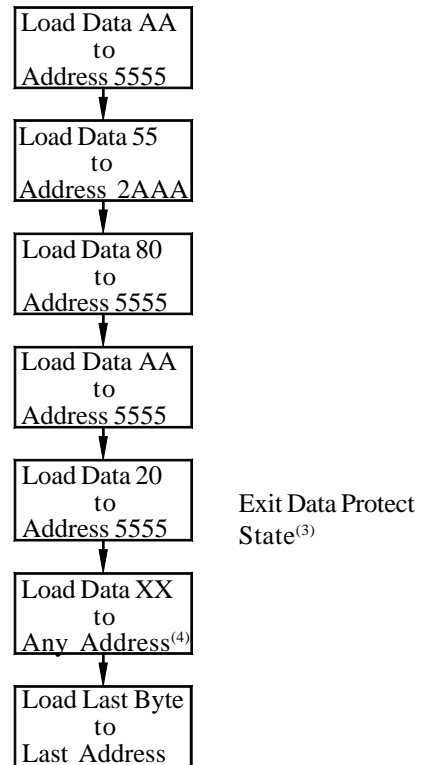 Load Data AA
to
Address 5555
Load Data 55
to
Address 2AAA
Load Data 80
to
Address 5555
Load Data AA
to
Address 5555
Load Data 20
to
Address 5555
Exit Data Protect
State(3)
Load Data XX
to
Any Address(4)
Load Last Byte
to
Last Address